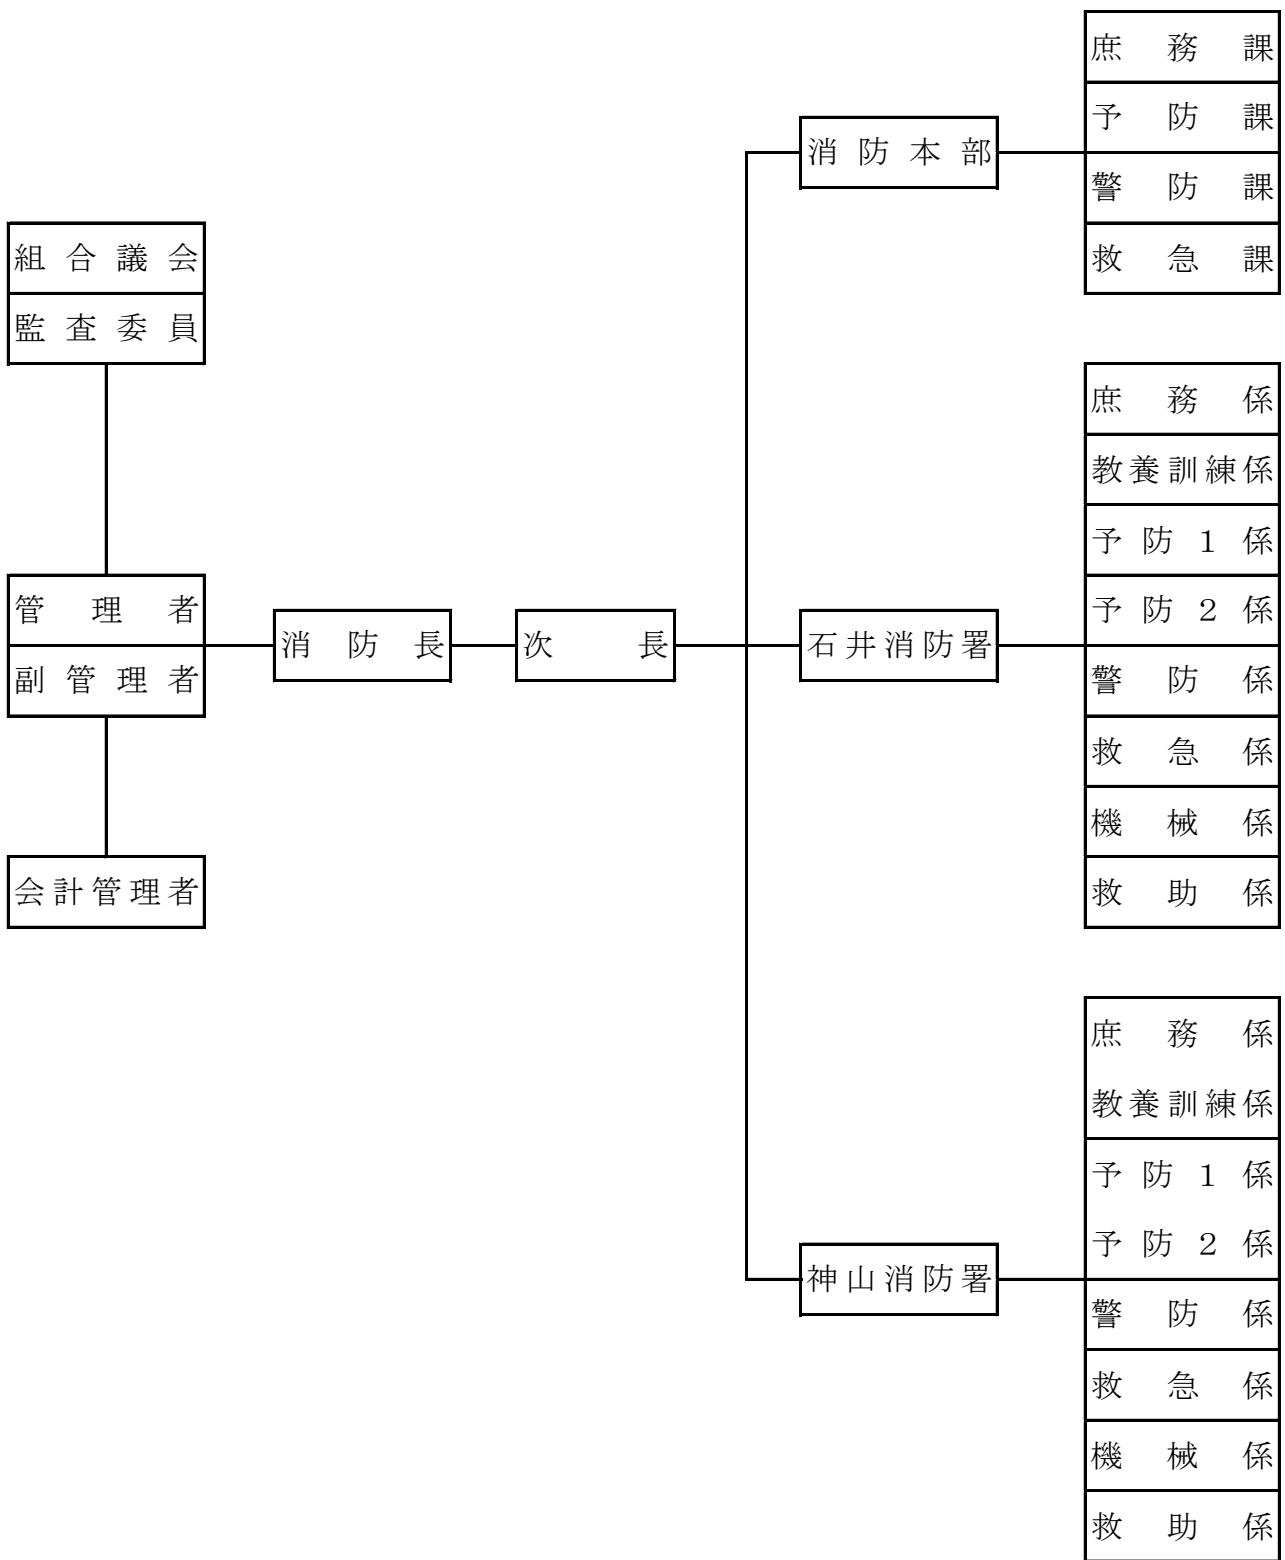 組合議会
監査委員
管理者
副管理者
会計管理者
消防長
次長
消防本部
庶務課
予防課
警防課
救急課
石井消防署
庶務係
教養訓練係
予防１係
予防２係
警防係
救急係
機械係
救助係
神山消防署
庶務係
教養訓練係
予防１係
予防２係
警防係
救急係
機械係
救助係